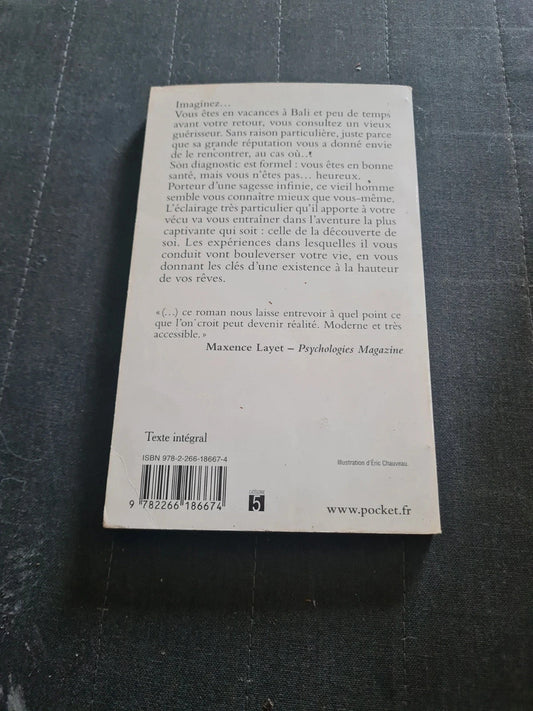 Imaginez...
Vous êtes en vacances à Bali et peu de temps
avant votre retour, vous consultez un vieux
guérisseur. Sans raison particulière, juste parce
que sa grande réputation vous a donné envie
de le rencontrer, au cas où...
Son diagnostic est formel : vous êtes en bonne
santé, mais vous n'êtes pas... heureux.
Porteur d'une sagesse infinie, ce vieil homme
semble vous connaître mieux que vous-même.
L'éclairage très particulier qu'il apporte à votre
vécu va vous entraîner dans l'aventure la plus
captivante qui soit : celle de la découverte de
soi. Les expériences dans lesquelles il vous
conduit vont bouleverser votre vie, en vous
donnant les clés d'une existence à la hauteur
de vos rêves.
« (...) ce roman nous laisse entrevoir à quel point ce
que l'on croit peut devenir réalité. Moderne et très
accessible. »
Maxence Layet – Psychologies Magazine
Texte intégral
ISBN 978-2-266-18667-4
Illustration d'Éric Chauveau.
9 782266 186674
5
www.pocket.fr